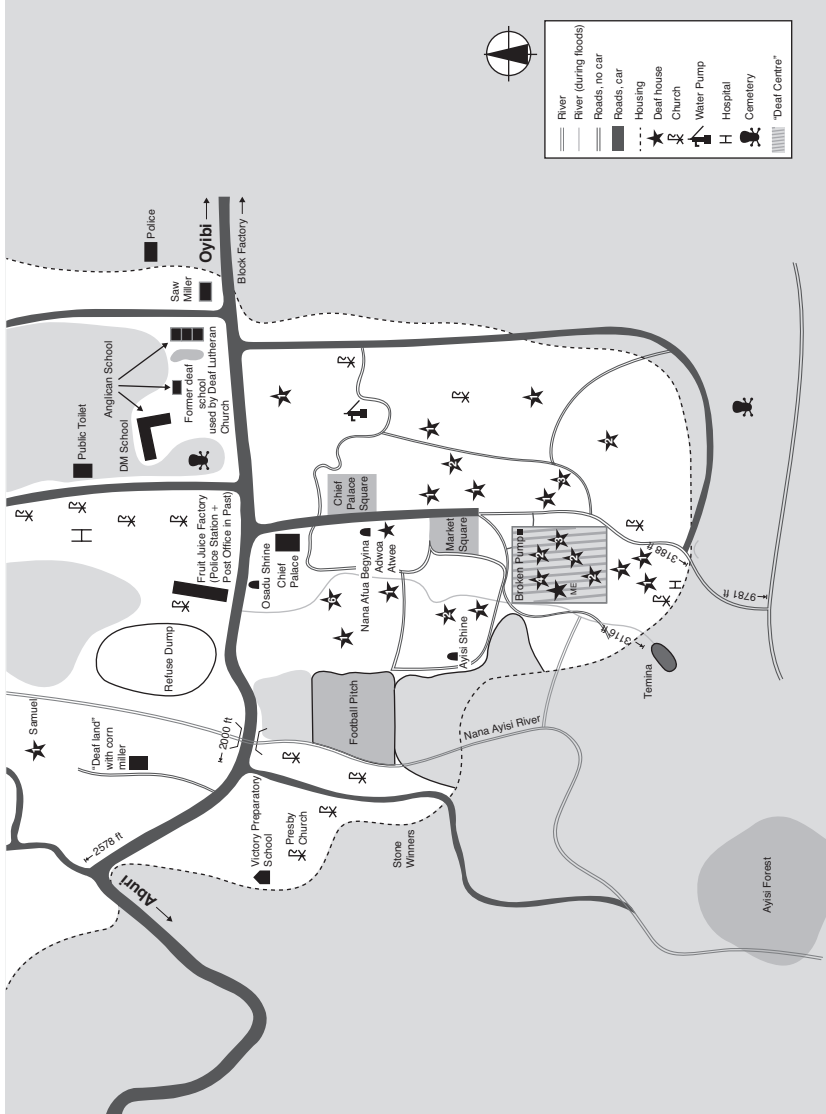 Aburi
2578 ft
"Deaf land"
with corn
miller
Samuel
2000 ft
Victory Preparatory
School
Presby
Church
Stone
Winners
Refuse Dump
Football Pitch
Nana Ayisi River
Ayisi Forest
H
Fruit Juice Factory
(Police Station +
Post Office in Past)
Osadu Shrine
Chief
Palace
Nana Afua Begyina
Adwoa
Atwee
Ayisi Shine
Chief
Palace
Square
Market
Square
Broken Pump
ME
3116 ft
Temina
3188 ft
H
9781 ft
Public Toilet
DM School
Anglican School
Former deaf
school
used by Deaf Lutheran
Church
Saw
Miller
Police
Oyibi
Block Factory
River
River (during floods)
Roads, no car
Roads, car
Housing
Deaf house
Church
Water Pump
H Hospital
Cemetery
"Deaf Centre"